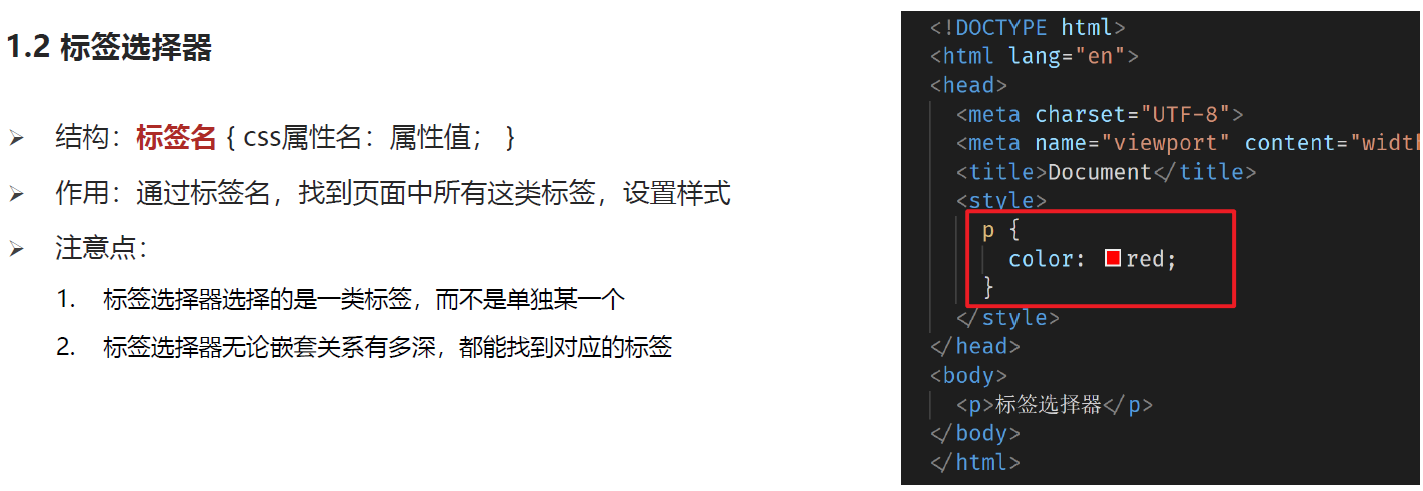 1.2 标签选择器
结构：标签名 { css属性名：属性值； }
作用：通过标签名，找到页面中所有这类标签，设置样式
注意点：
1. 标签选择器选择的是一类标签，而不是单独某一个
2. 标签选择器无论嵌套关系有多深，都能找到对应的标签
<!DOCTYPE html>
<html lang="en">
<head>
<meta charset="UTF-8">
<meta name="viewport" content="width
<title>Document</title>
<style>
p {
color: red;
}
</style>
</head>
<body>
<p>标签选择器</p>
</body>
</html>